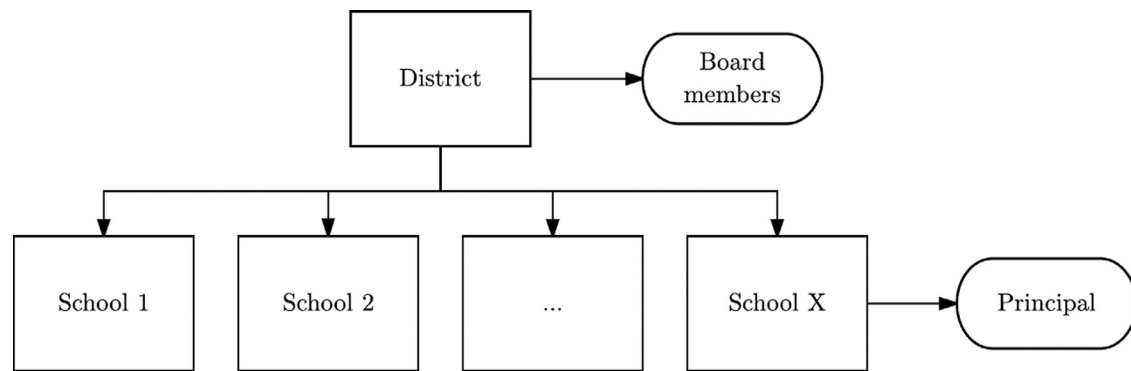 District
Board
members
School 1
School 2
...
School X
Principal